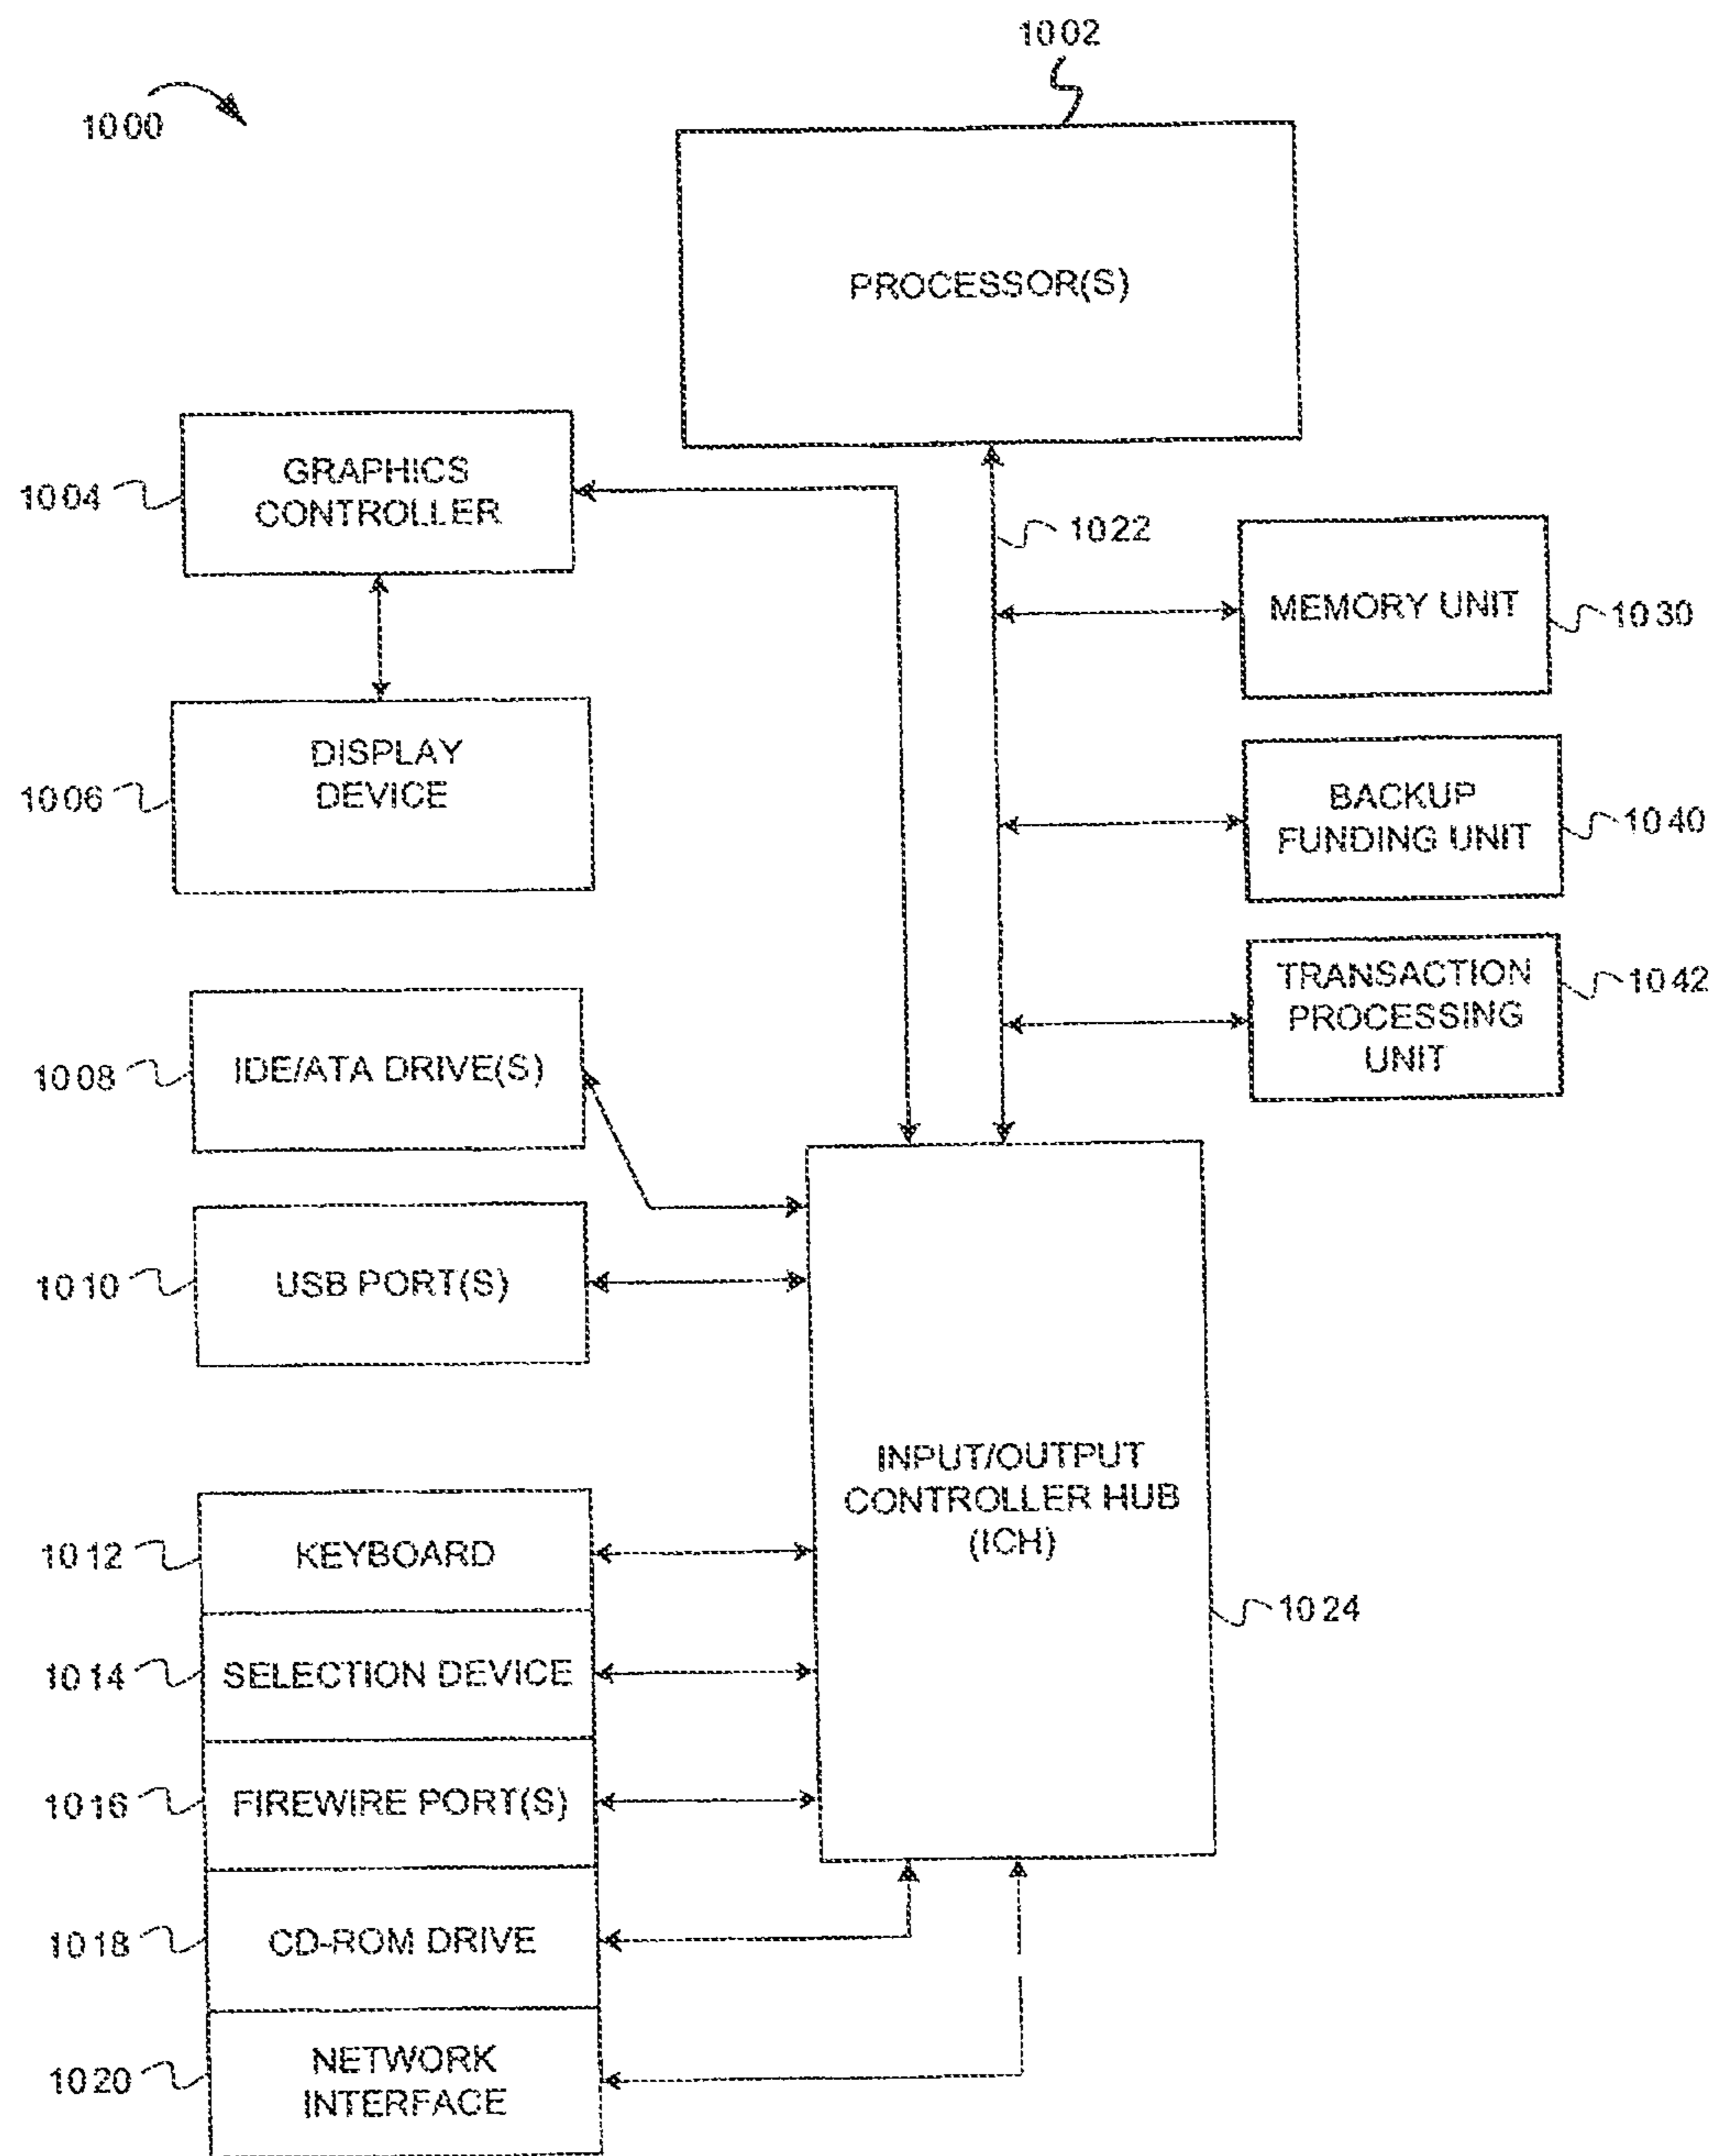 1002
1000
PROCESSOR(S)
GRAPHICS
CONTROLLER
1004
1022
MEMORY UNIT
1030
DISPLAY
DEVICE
1006
BACKUP
FUNDING UNIT
1040
TRANSACTION
PROCESSING
UNIT
1042
IDE/ATA DRIVE(S)
1008
USB PORT(S)
1010
INPUT/OUTPUT
CONTROLLER HUB
(ICH)
1024
KEYBOARD
1012
SELECTION DEVICE
1014
FIREWIRE PORT(S)
1016
CD-ROM DRIVE
1018
NETWORK
INTERFACE
1020